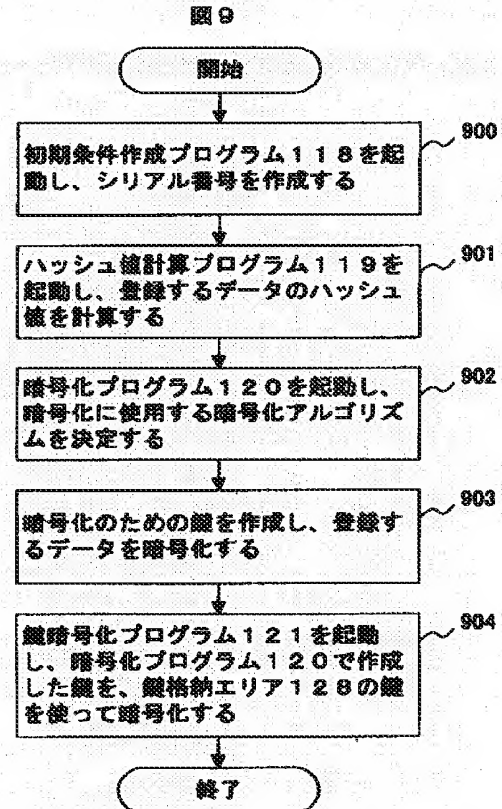 図9
開始
初期条件作成プログラム118を起
動し、シリアル番号を作成する
900
ハッシュ値計算プログラム119を
起動し、登録するデータのハッシュ
値を計算する
901
暗号化プログラム120を起動し、
暗号化に使用する暗号化アルゴリズ
ムを決定する
902
暗号化のための鍵を作成し、登録す
るデータを暗号化する
903
鍵暗号化プログラム121を起動
し、暗号化プログラム120で作成
した鍵を、鍵格納エリア128の鍵
を使って暗号化する
904
終了